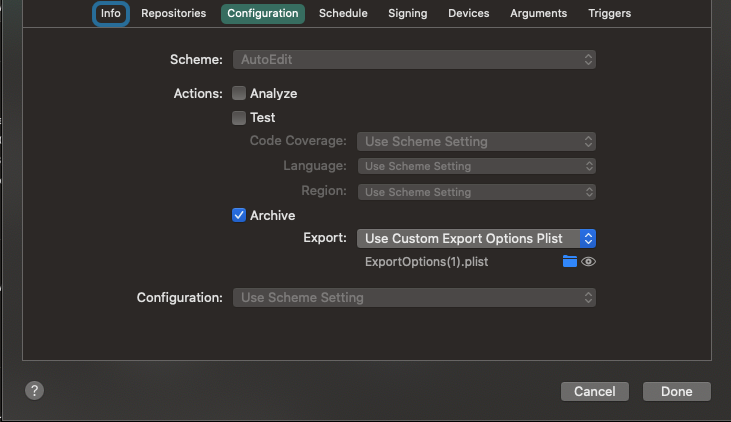 Info Repositories Configuration Schedule Signing Devices Arguments Triggers
Scheme: AutoEdit
Actions: Analyze
Test
Code Coverage: Use Scheme Setting
Language: Use Scheme Setting
Region: Use Scheme Setting
Archive
Export: Use Custom Export Options Plist
ExportOptions(1).plist
Configuration: Use Scheme Setting
? Cancel Done